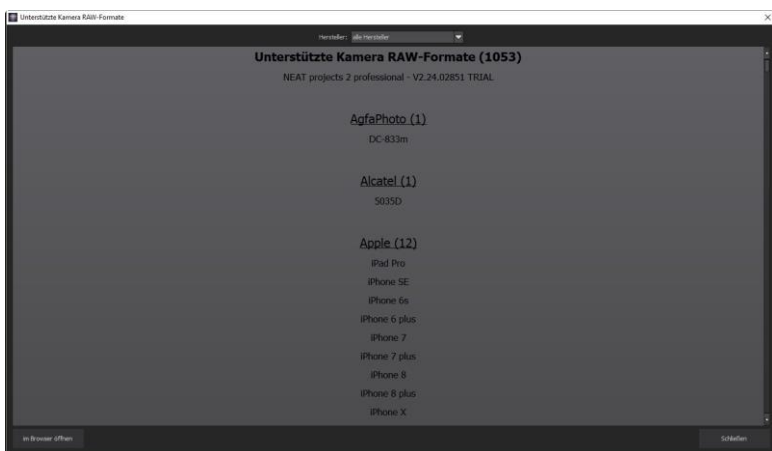 Unterstützte Kamera RAW-Formate
Hersteller: alle Hersteller
Unterstützte Kamera RAW-Formate (1053)
NEAT projects 2 professional - V2.24.02851 TRIAL
AgfaPhoto (1)
DC-833m
Alcatel (1)
5035D
Apple (12)
iPad Pro
iPhone SE
iPhone 6s
iPhone 6 plus
iPhone 7
iPhone 7 plus
iPhone 8
iPhone 8 plus
iPhone X
im Browser öffnen
Schließen